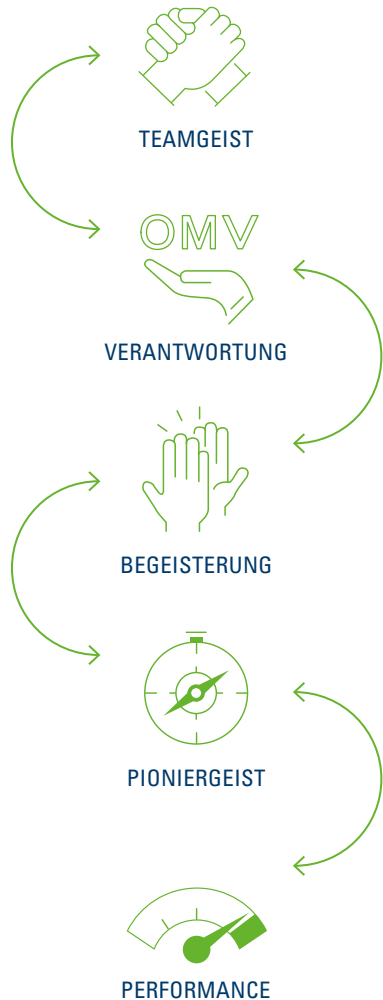 TEAMGEIST
OMV
VERANTWORTUNG
BEGEISTERUNG
PIONIERGEIST
PERFORMANCE